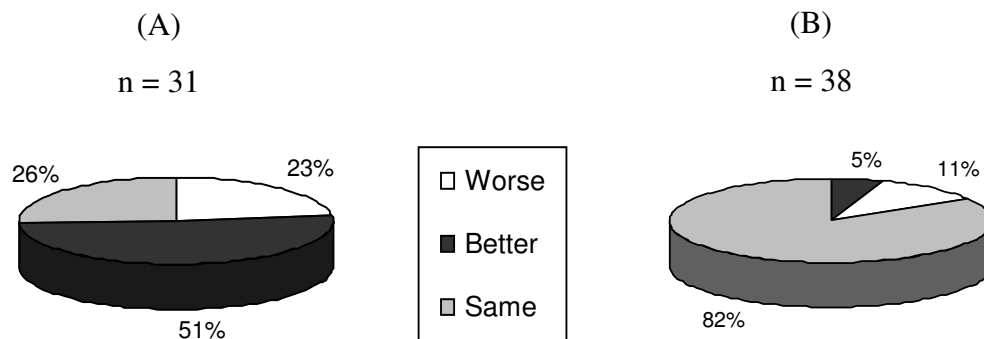 (A)
n = 31
26%
23%
51%
Worse
Better
Same
(B)
n = 38
5%
11%
82%